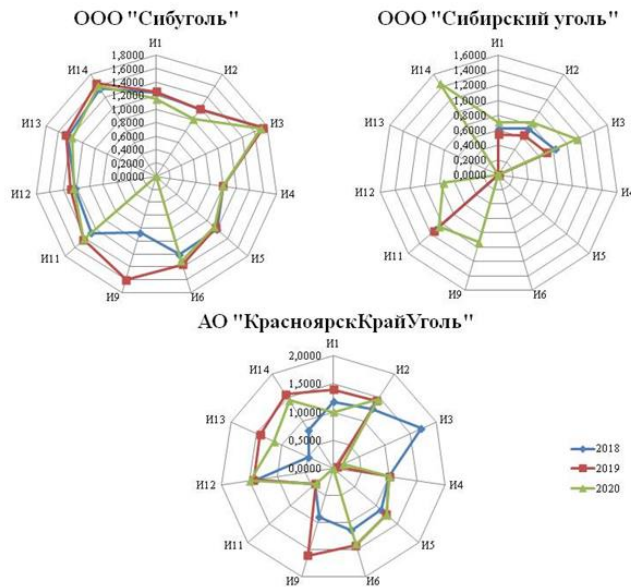 ООО "Сибуголь"
И1
1,8000
1,6000
1,4000
1,2000
1,0000
0,8000
0,6000
0,4000
0,2000
0,0000
И2
И3
И4
И5
И6
И9
И11
И12
И13
И14
ООО "Сибирский уголь"
И1
1,6000
1,4000
1,2000
1,0000
0,8000
0,6000
0,4000
0,2000
0,0000
И2
И3
И4
И5
И6
И9
И11
И12
И13
И14
АО "КрасноярскКрайУголь"
И1
2,0000
1,5000
1,0000
0,5000
0,0000
И2
И3
И4
И5
И6
И9
И11
И12
И13
И14
2018
2019
2020